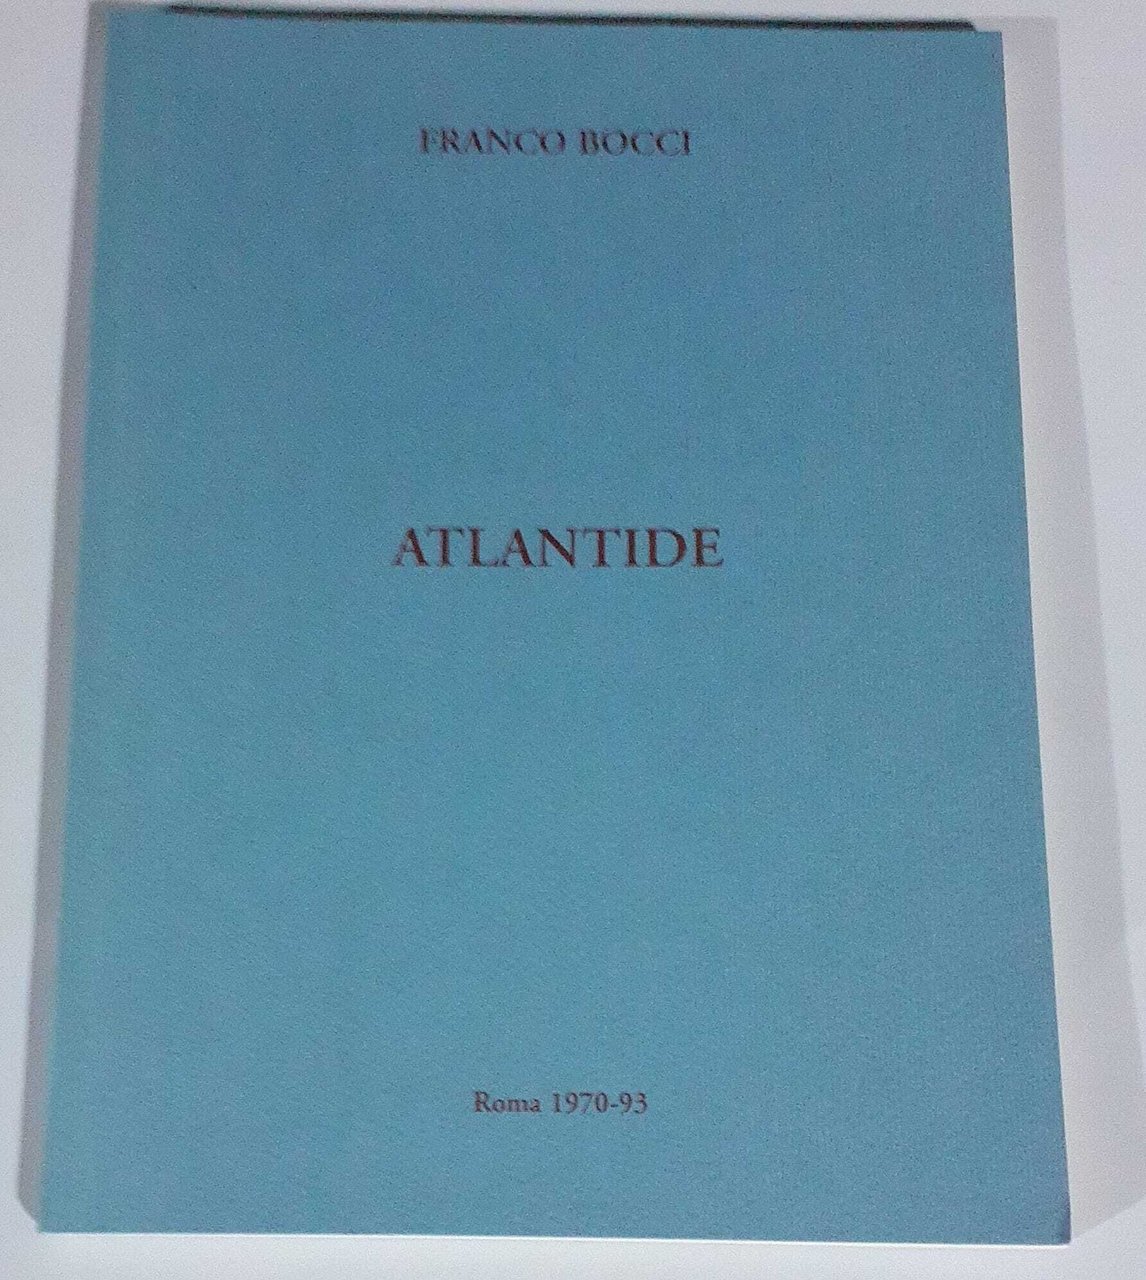 FRANCO BOCCI
ATLANTIDE
Roma 1970-93